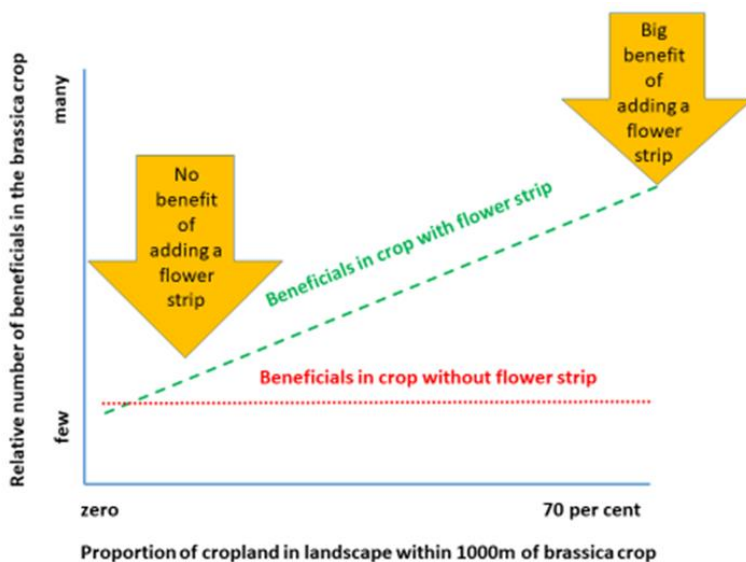 Big
benefit
of
adding a
flower
strip
many
No
benefit
of
adding a
flower
strip
Beneficials in crop with flower strip
Beneficials in crop without flower strip
Relative number of beneficials in the brassica crop
few
zero
70 per cent
Proportion of cropland in landscape within 1000m of brassica crop